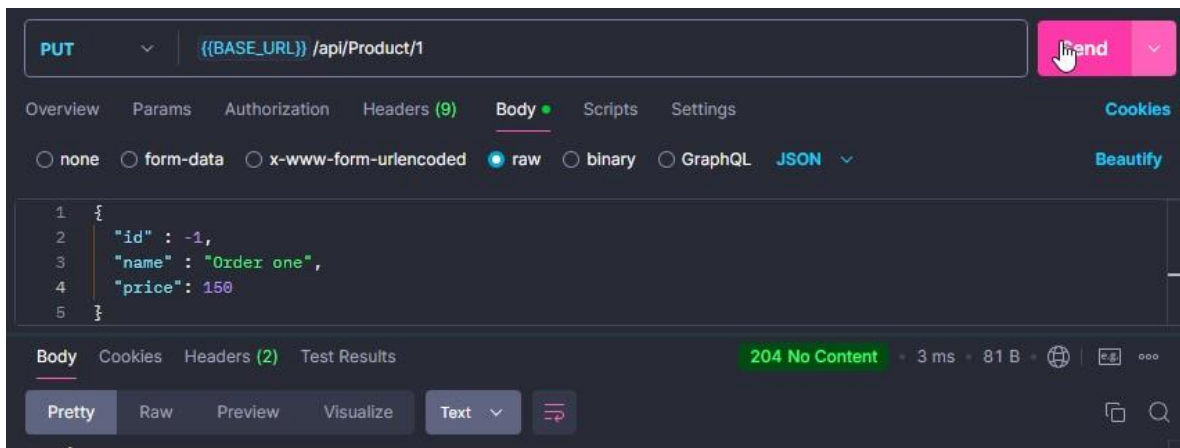 PUT {{BASE_URL}} /api/Product/1 Send
Overview Params Authorization Headers (9) Body Scripts Settings Cookies
none form-data x-www-form-urlencoded raw binary GraphQL JSON Beautify
1 {
2 "id" : -1,
3 "name" : "Order one",
4 "price": 150
5 }
Body Cookies Headers (2) Test Results 204 No Content 3 ms 81 B e.g. ooo
Pretty Raw Preview Visualize Text